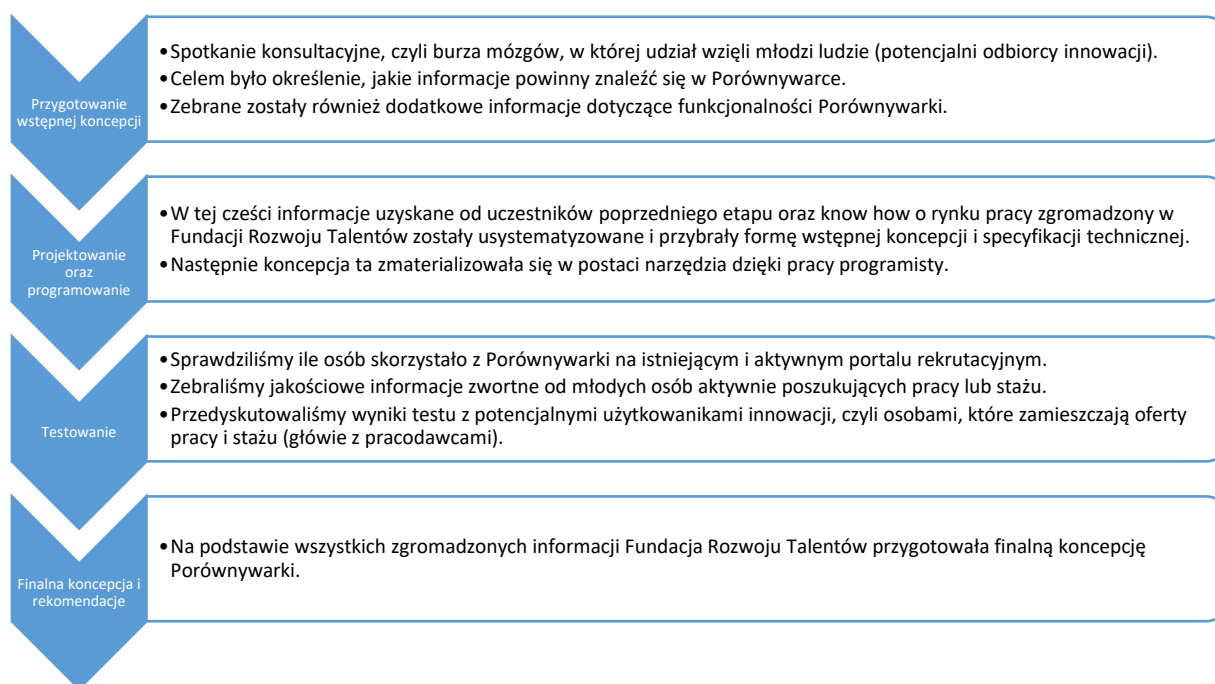 Przygotowanie
wstępnej koncepcji
•Spotkanie konsultacyjne, czyli burza mózgów, w której udział wzięli młodzi ludzie (potencjalni odbiorcy innowacji).
•Celem było określenie, jakie informacje powinny znaleźć się w Porównywarce.
•Zebrane zostały również dodatkowe informacje dotyczące funkcjonalności Porównywarki.
Projektowanie
oraz
programowanie
•W tej cześci informacje uzyskane od uczestników poprzedniego etapu oraz know how o rynku pracy zgromadzony w
Fundacji Rozwoju Talentów zostały usystematyzowane i przybrały formę wstępnej koncepcji i specyfikacji technicznej.
•Następnie koncepcja ta zmaterializowała się w postaci narzędzia dzięki pracy programisty.
Testowanie
•Sprawdziliśmy ile osób skorzystało z Porównywarki na istniejącym i aktywnym portalu rekrutacyjnym.
•Zebraliśmy jakościowe informacje zwortne od młodych osób aktywnie poszukujących pracy lub stażu.
•Przedyskutowaliśmy wyniki testu z potencjalnymi użytkowanikami innowacji, czyli osobami, które zamieszczają oferty
pracy i stażu (głównie z pracodawcami).
Finalna koncepcja i
rekomendacje
•Na podstawie wszystkich zgromadzonych informacji Fundacja Rozwoju Talentów przygotowała finalną koncepcję
Porównywarki.